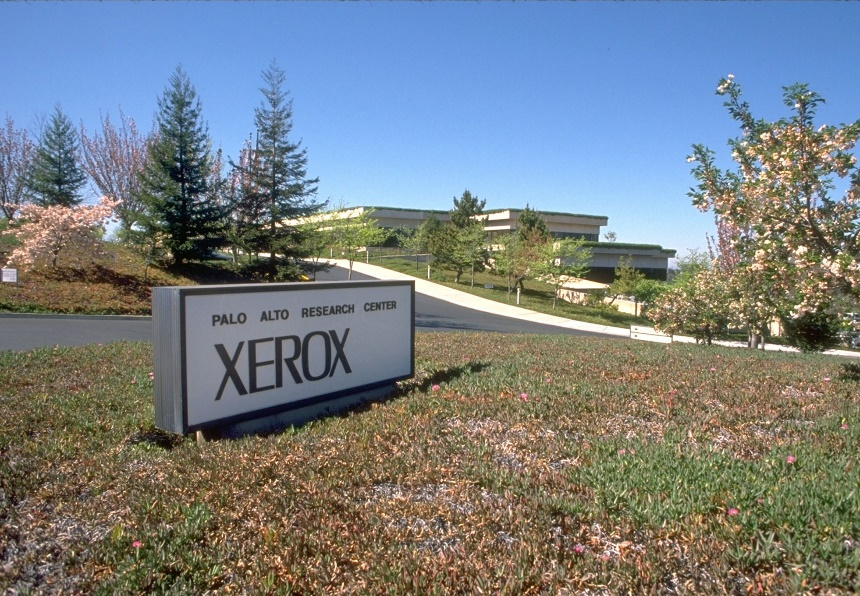 PALO ALTO RESEARCH CENTER
XEROX